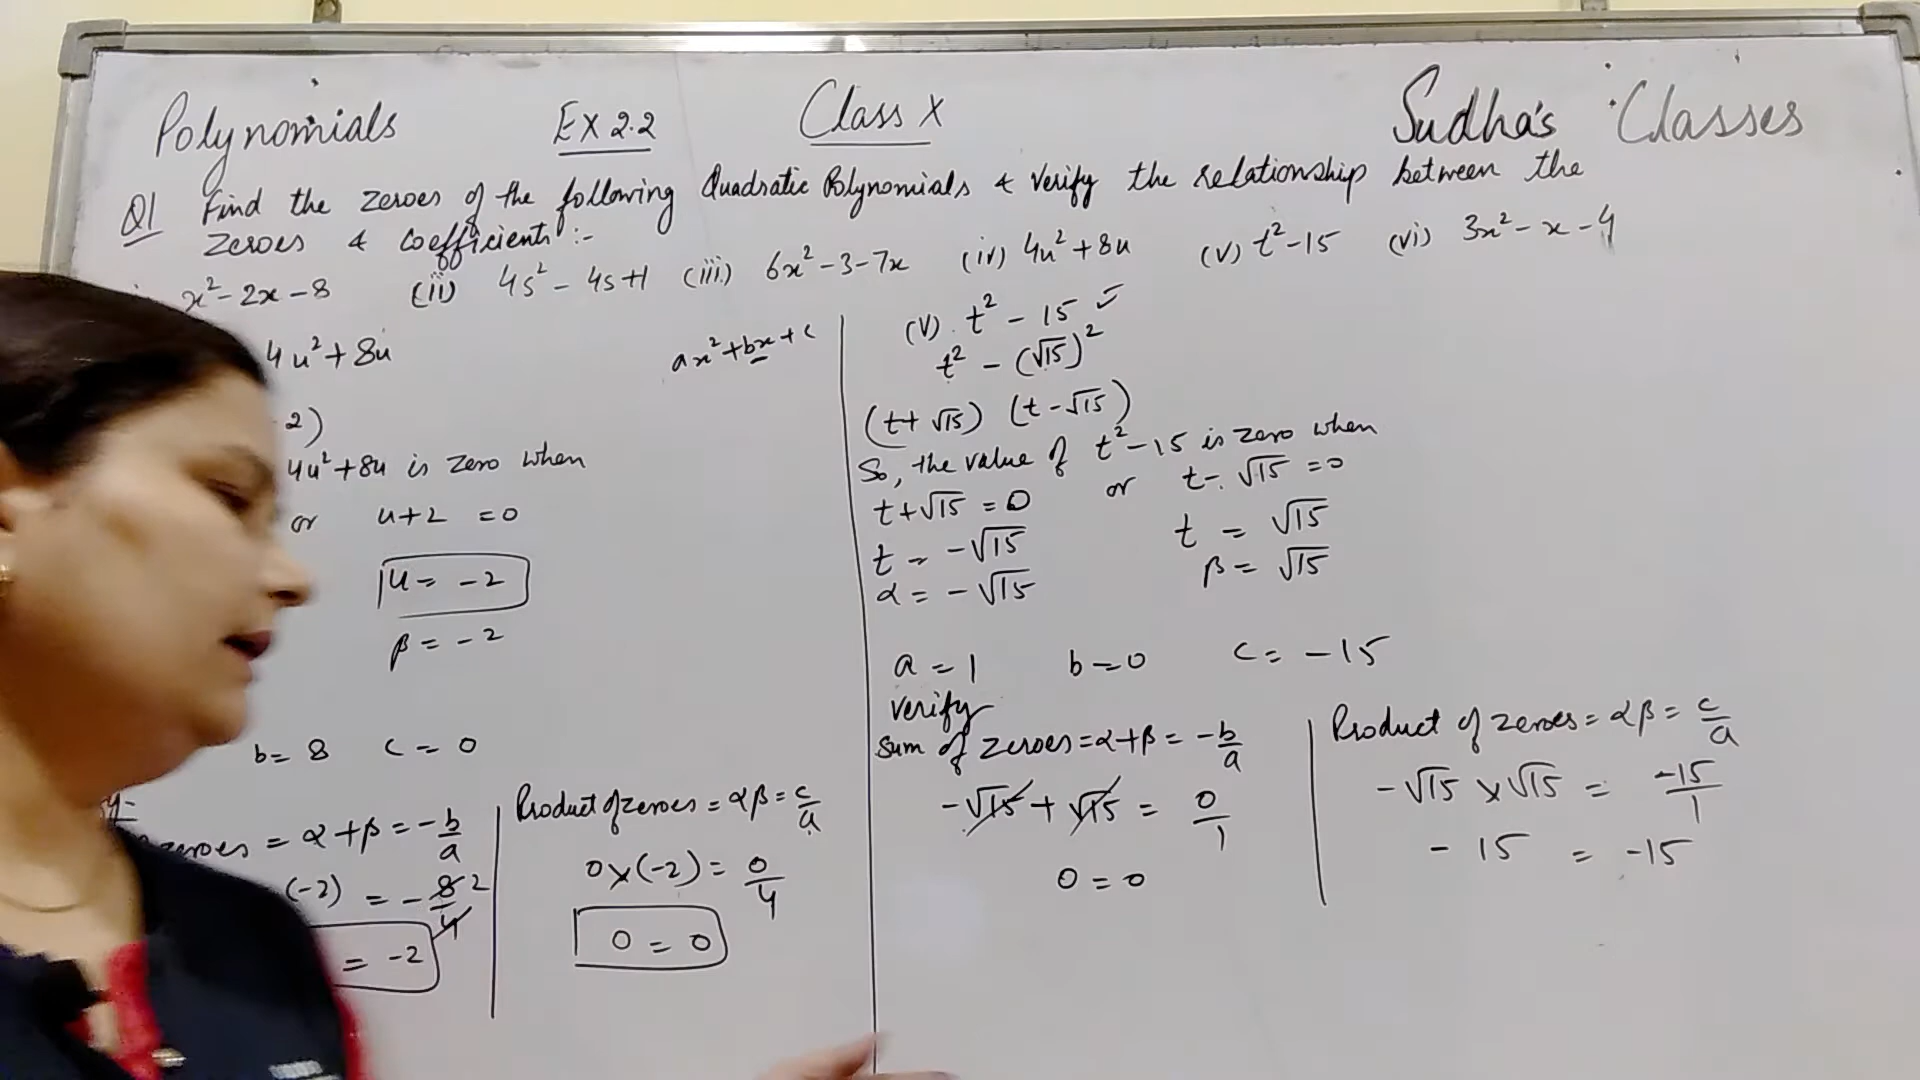 Polynomials EX 2.2 Class X Sudha's Classes
Q1 Find the zeroes of the following Quadratic Polynomials & Verify the relationship between the
zeroes & coefficients :-
x² - 2x - 8 (ii) 4s² - 4s + 1 (iii) 6x² - 3 - 7x (iv) 4u² + 8u (v) t² - 15 (vi) 3x² - x - 4
4u² + 8u ax² + bx + c
2)
4u² + 8u is zero when
or u + 2 = 0
u = -2
β = -2
b = 8 c = 0
zeroes = α + β = -b/a
(-2) = -8/4 2
= -2
Product of zeroes = αβ = c/a
0 × (-2) = 0/4
0 = 0
(v) t² - 15 ✓
t² - (√15)²
(t + √15) (t - √15)
So, the value of t² - 15 is zero when
t + √15 = 0 or t - √15 = 0
t = -√15 t = √15
α = -√15 β = √15
a = 1 b = 0 c = -15
Verify
Sum of zeroes = α + β = -b/a
-√15 + √15 = 0/1
0 = 0
Product of zeroes = αβ = c/a
-√15 × √15 = -15/1
-15 = -15